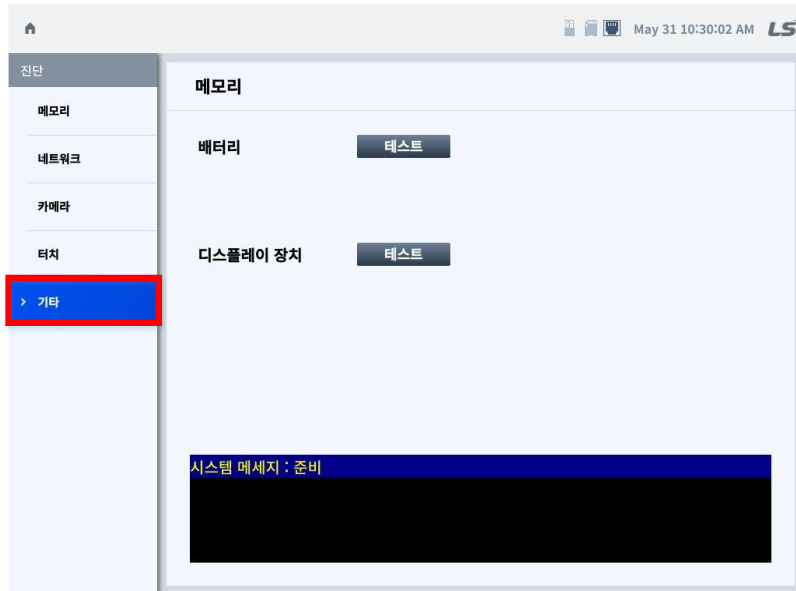 May 31 10:30:02 AM LS
진단
메모리
네트워크
카메라
터치
> 기타
메모리
배터리 테스트
디스플레이 장치 테스트
시스템 메세지 : 준비